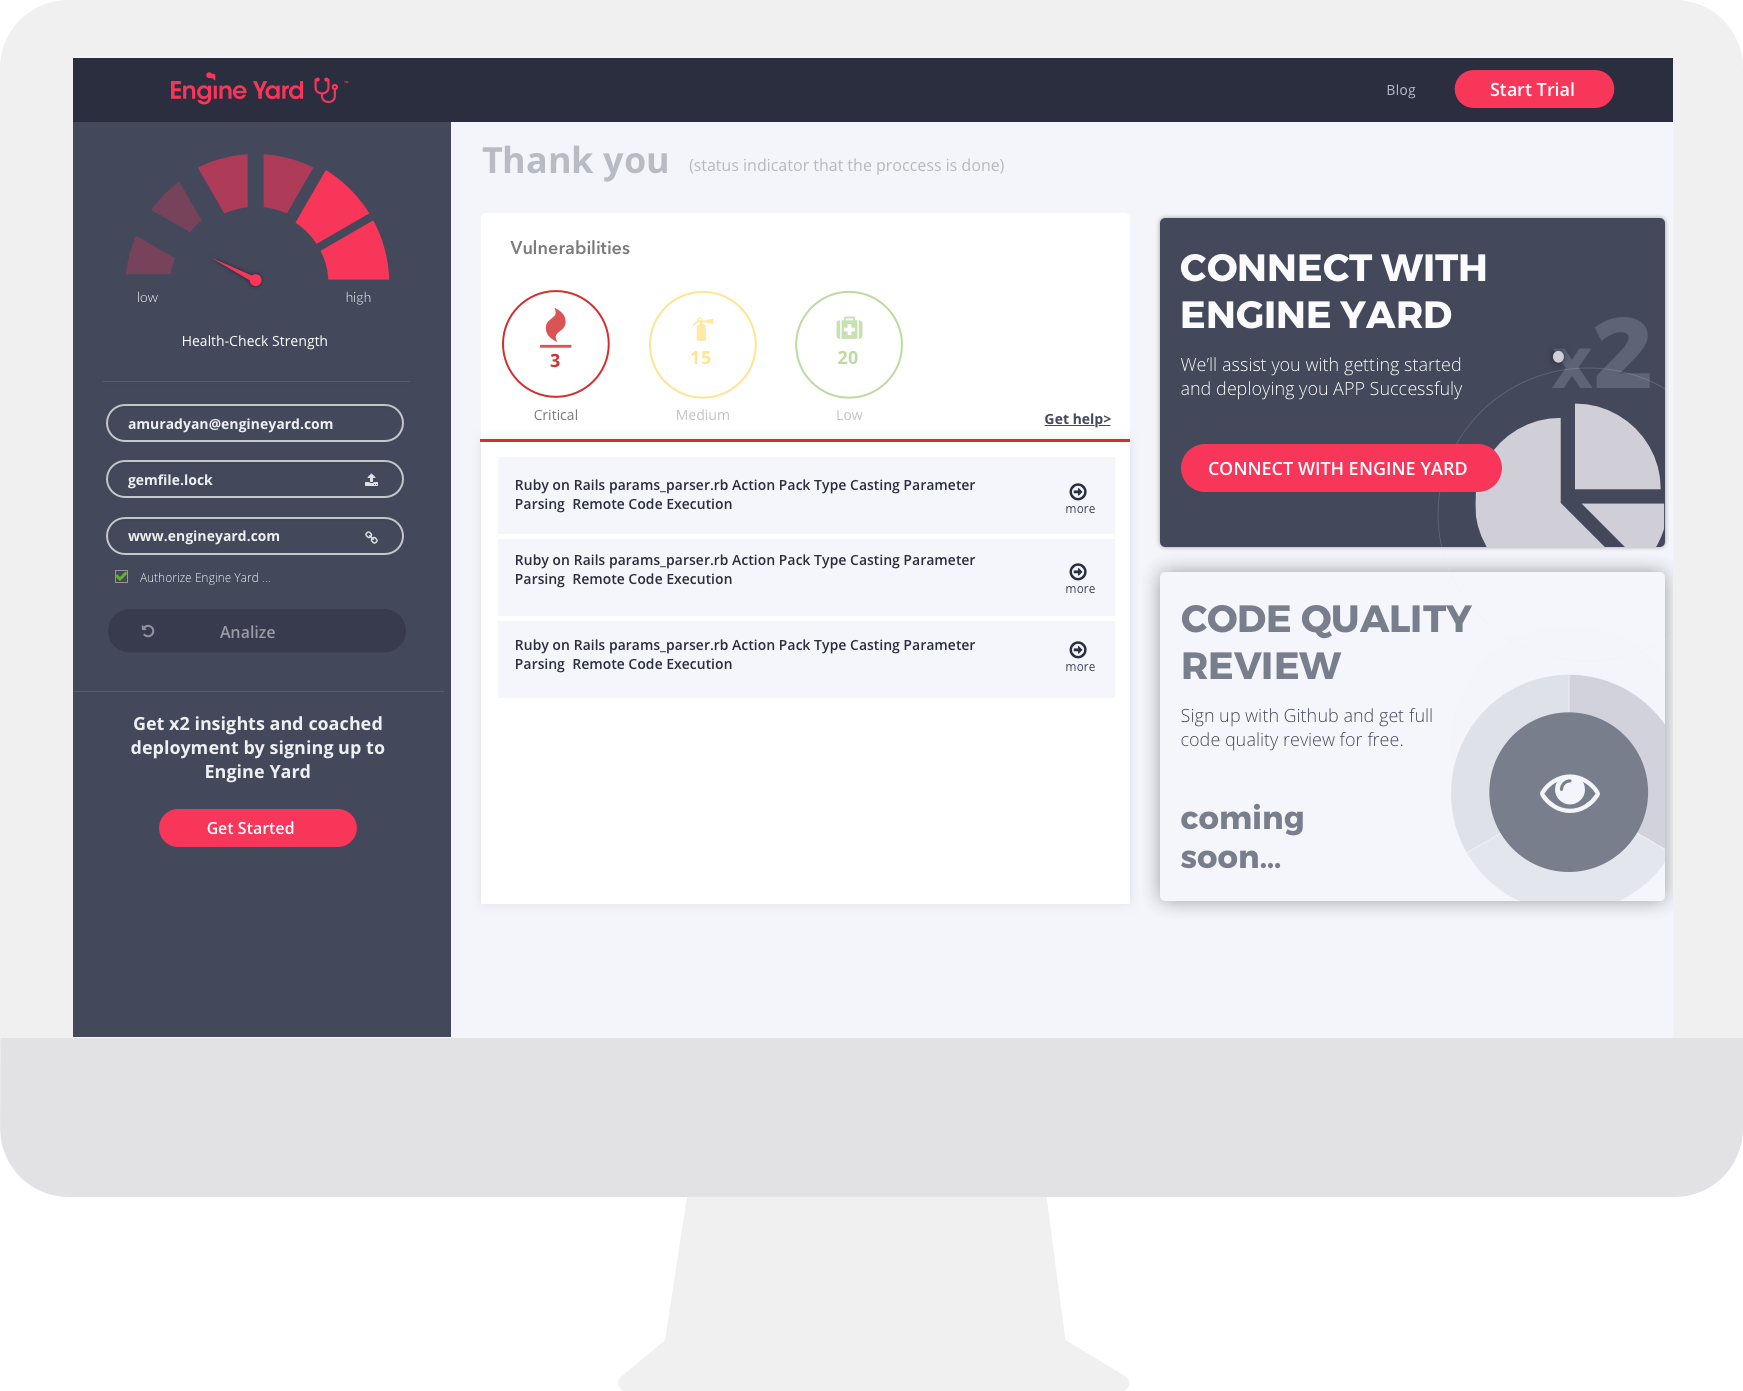 Engine Yard
Blog
Start Trial
low
high
Health-Check Strength
amuradyan@engineyard.com
gemfile.lock
www.engineyard.com
Authorize Engine Yard ...
Analize
Get x2 insights and coached
deployment by signing up to
Engine Yard
Get Started
Thank you (status indicator that the proccess is done)
Vulnerabilities
3
15
20
Critical
Medium
Low
Get help>
Ruby on Rails params_parser.rb Action Pack Type Casting Parameter
Parsing  Remote Code Execution
more
Ruby on Rails params_parser.rb Action Pack Type Casting Parameter
Parsing  Remote Code Execution
more
Ruby on Rails params_parser.rb Action Pack Type Casting Parameter
Parsing  Remote Code Execution
more
CONNECT WITH
ENGINE YARD
We'll assist you with getting started
and deploying you APP Successfuly
x2
CONNECT WITH ENGINE YARD
CODE QUALITY
REVIEW
Sign up with Github and get full
code quality review for free.
coming
soon...